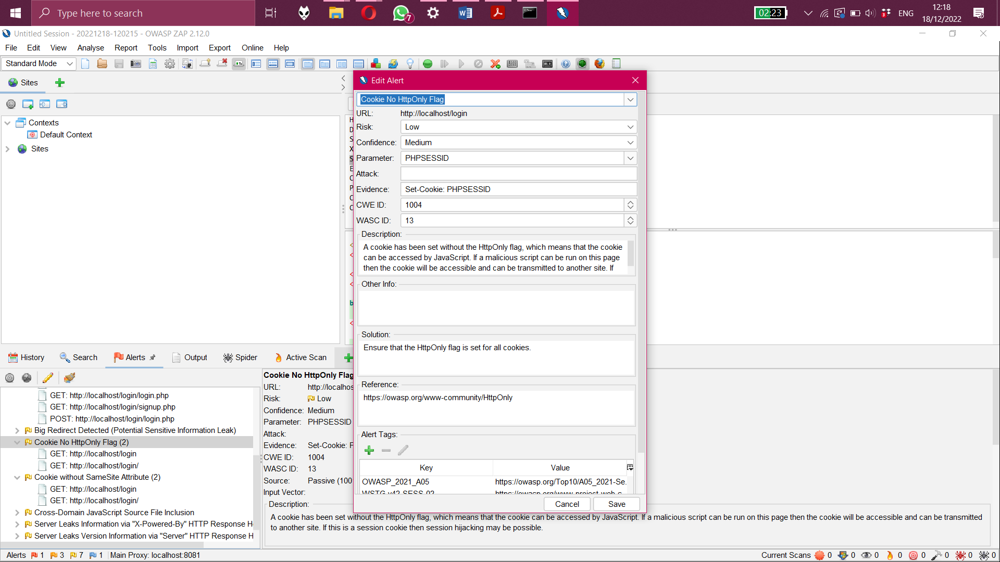 Type here to search
7
02:23
ENG
12:18
18/12/2022
Untitled Session - 20221218-120215 - OWASP ZAP 2.12.0
File Edit View Analyse Report Tools Import Export Online Help
Standard Mode
Sites
Contexts
Default Context
Sites
Edit Alert
Cookie No HttpOnly Flag
URL: http://localhost/login
Risk: Low
Confidence: Medium
Parameter: PHPSESSID
Attack:
Evidence: Set-Cookie: PHPSESSID
CWE ID: 1004
WASC ID: 13
Description:
A cookie has been set without the HttpOnly flag, which means that the cookie
can be accessed by JavaScript. If a malicious script can be run on this page
then the cookie will be accessible and can be transmitted to another site. If
Other Info:
Solution:
Ensure that the HttpOnly flag is set for all cookies.
Reference:
https://owasp.org/www-community/HttpOnly
Alert Tags:
Key Value
OWASP_2021_A05 https://owasp.org/Top10/A05_2021-Se...
WSTG-v42-SESS-02 https://owasp.org/www-project-web-s...
Cancel Save
History Search Alerts Output Spider Active Scan
GET: http://localhost/login/login.php
GET: http://localhost/login/signup.php
POST: http://localhost/login/login.php
Big Redirect Detected (Potential Sensitive Information Leak)
Cookie No HttpOnly Flag (2)
GET: http://localhost/login
GET: http://localhost/login/
Cookie without SameSite Attribute (2)
GET: http://localhost/login
GET: http://localhost/login/
Cross-Domain JavaScript Source File Inclusion
Server Leaks Information via "X-Powered-By" HTTP Response He
Server Leaks Version Information via "Server" HTTP Response H
Cookie No HttpOnly Flag
URL: http://localhos
Risk: Low
Confidence: Medium
Parameter: PHPSESSID
Attack:
Evidence: Set-Cookie: P
CWE ID: 1004
WASC ID: 13
Source: Passive (100
Input Vector:
Description:
A cookie has been set without the HttpOnly flag, which means that the cookie can be accessed by JavaScript. If a malicious script can be run on this page then the cookie will be accessible and can be transmitted
to another site. If this is a session cookie then session hijacking may be possible.
Alerts 1 3 7 1 Main Proxy: localhost:8081
Current Scans 0 0 0 0 0 0 0 0